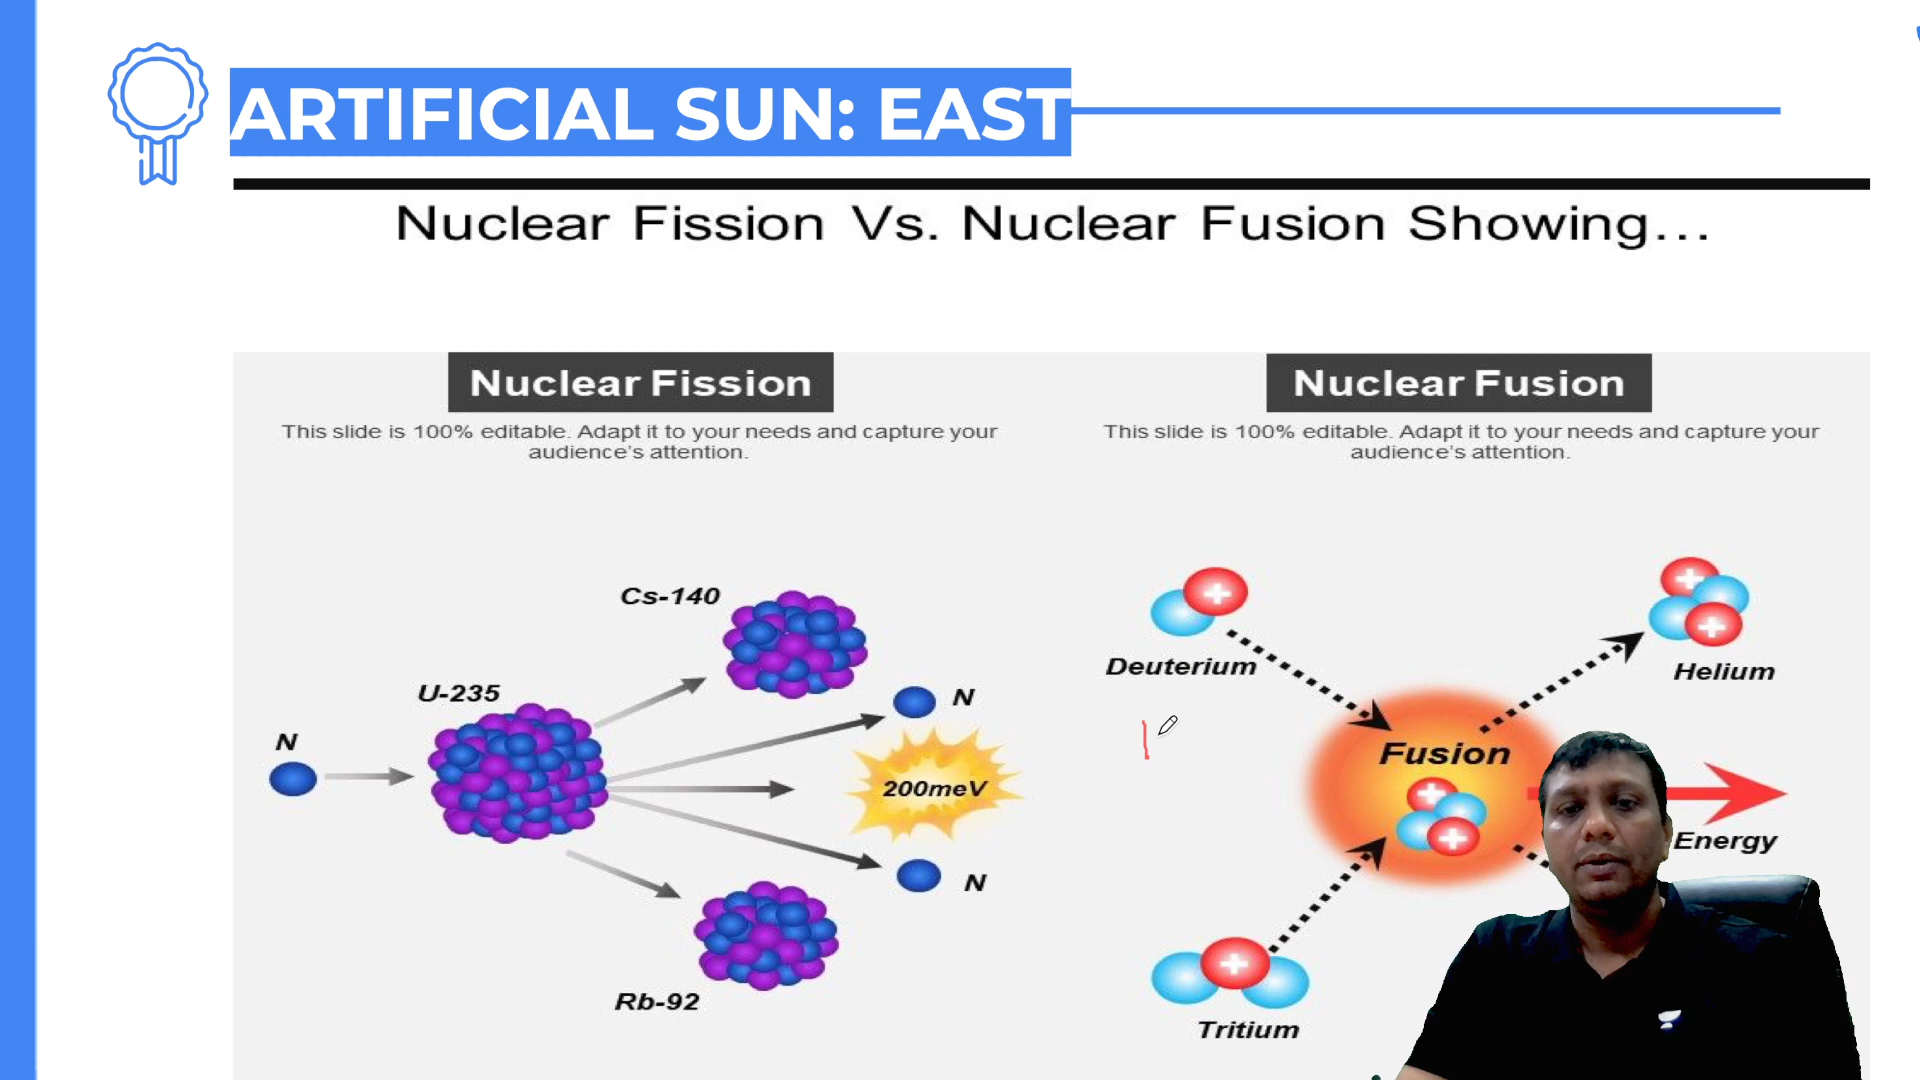 ARTIFICIAL SUN: EAST
Nuclear Fission Vs. Nuclear Fusion Showing...
Nuclear Fission
This slide is 100% editable. Adapt it to your needs and capture your
audience's attention.
Cs-140
U-235
N
N
200meV
N
Rb-92
Nuclear Fusion
This slide is 100% editable. Adapt it to your needs and capture your
audience's attention.
Deuterium
Helium
Fusion
Energy
Tritium